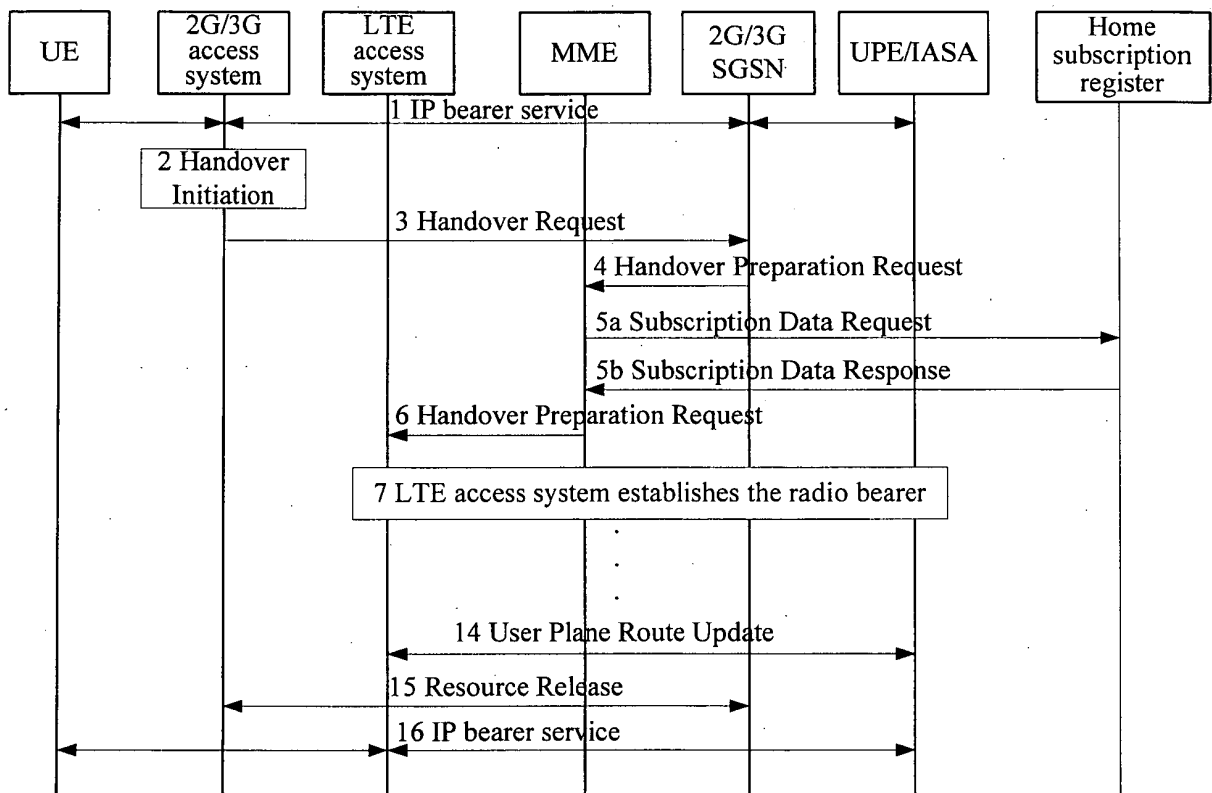 UE
2G/3G
access
system
LTE
access
system
MME
2G/3G
SGSN
UPE/IASA
Home
subscription
register
1 IP bearer service
2 Handover
Initiation
3 Handover Request
4 Handover Preparation Request
5a Subscription Data Request
5b Subscription Data Response
6 Handover Preparation Request
7 LTE access system establishes the radio bearer
14 User Plane Route Update
15 Resource Release
16 IP bearer service